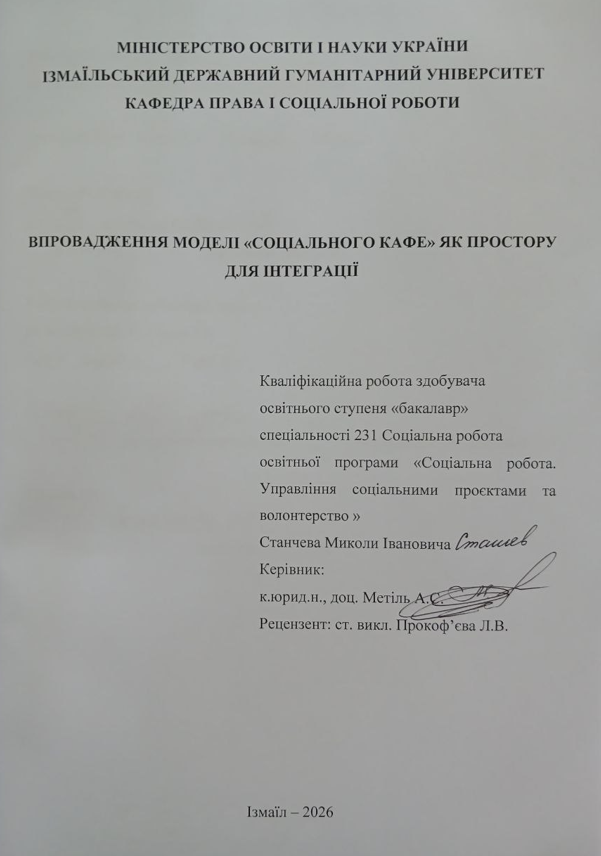 МІНІСТЕРСТВО ОСВІТИ І НАУКИ УКРАЇНИ
ІЗМАЇЛЬСЬКИЙ ДЕРЖАВНИЙ ГУМАНІТАРНИЙ УНІВЕРСИТЕТ
КАФЕДРА ПРАВА І СОЦІАЛЬНОЇ РОБОТИ
ВПРОВАДЖЕННЯ МОДЕЛІ «СОЦІАЛЬНОГО КАФЕ» ЯК ПРОСТОРУ
ДЛЯ ІНТЕГРАЦІЇ
Кваліфікаційна робота здобувача
освітнього ступеня «бакалавр»
спеціальності 231 Соціальна робота
освітньої програми «Соціальна робота.
Управління соціальними проєктами та
волонтерство »
Станчева Миколи Івановича
Керівник:
к.юрид.н., доц. Метіль А.С.
Рецензент: ст. викл. Прокоф’єва Л.В.
Ізмаїл – 2026